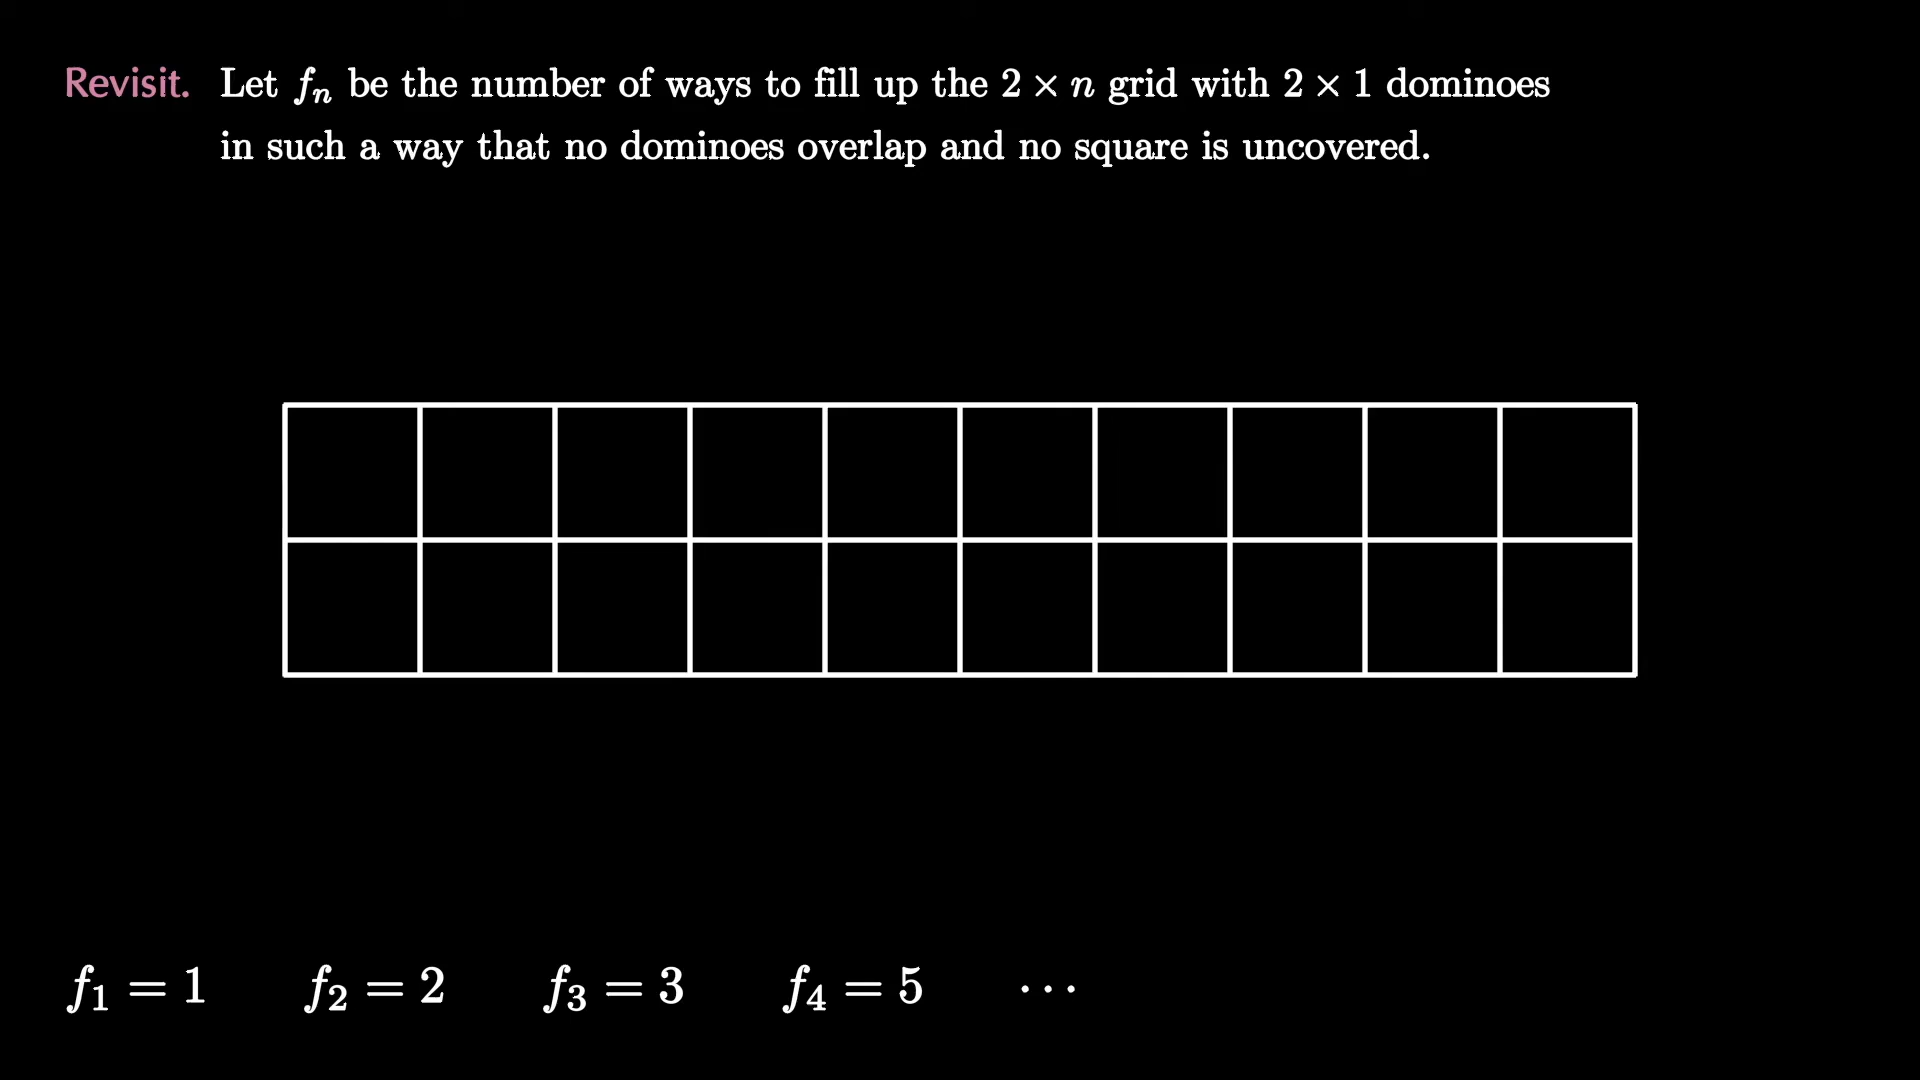 Revisit. Let fₙ be the number of ways to fill up the 2 × n grid with 2 × 1 dominoes
in such a way that no dominoes overlap and no square is uncovered.
f₁ = 1 f₂ = 2 f₃ = 3 f₄ = 5 ⋯